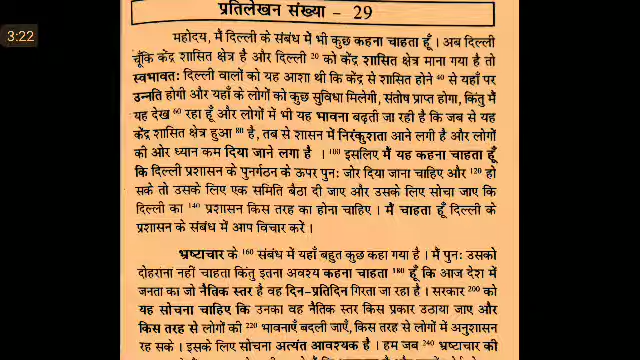 प्रतिलेखन संख्या - 29
3:22
महोदय, मैं दिल्ली के संबंध में भी कुछ कहना चाहता हूँ । अब दिल्ली
चूँकि केंद्र शासित क्षेत्र है और दिल्ली 20 को केंद्र शासित क्षेत्र माना गया है तो
स्वभावतः दिल्ली वालों को यह आशा थी कि केंद्र से शासित होने 40 से यहाँ पर
उन्नति होगी और यहाँ के लोगों को कुछ सुविधा मिलेगी, संतोष प्राप्त होगा, किंतु मैं
यह देख 60 रहा हूँ और लोगों में भी यह भावना बढ़ती जा रही है कि जब से यह
केंद्र शासित क्षेत्र हुआ 80 है, तब से शासन में निरंकुशता आने लगी है और लोगों
की ओर ध्यान कम दिया जाने लगा है । 100 इसलिए मैं यह कहना चाहता हूँ
कि दिल्ली प्रशासन के पुनर्गठन के ऊपर पुनः जोर दिया जाना चाहिए और 120 हो
सके तो उसके लिए एक समिति बैठा दी जाए और उसके लिए सोचा जाए कि
दिल्ली का 140 प्रशासन किस तरह का होना चाहिए । मैं चाहता हूँ दिल्ली के
प्रशासन के संबंध में आप विचार करें ।
भ्रष्टाचार के 160 संबंध में यहाँ बहुत कुछ कहा गया है । मैं पुनः उसको
दोहराना नहीं चाहता किंतु इतना अवश्य कहना चाहता 180 हूँ कि आज देश में
जनता का जो नैतिक स्तर है वह दिन-प्रतिदिन गिरता जा रहा है । सरकार 200 को
यह सोचना चाहिए कि उनका वह नैतिक स्तर किस प्रकार उठाया जाए और
किस तरह से लोगों की 220 भावनाएँ बदली जाएँ, किस तरह से लोगों में अनुशासन
रह सके । इसके लिए सोचना अत्यंत आवश्यक है । हम जब 240 भ्रष्टाचार की